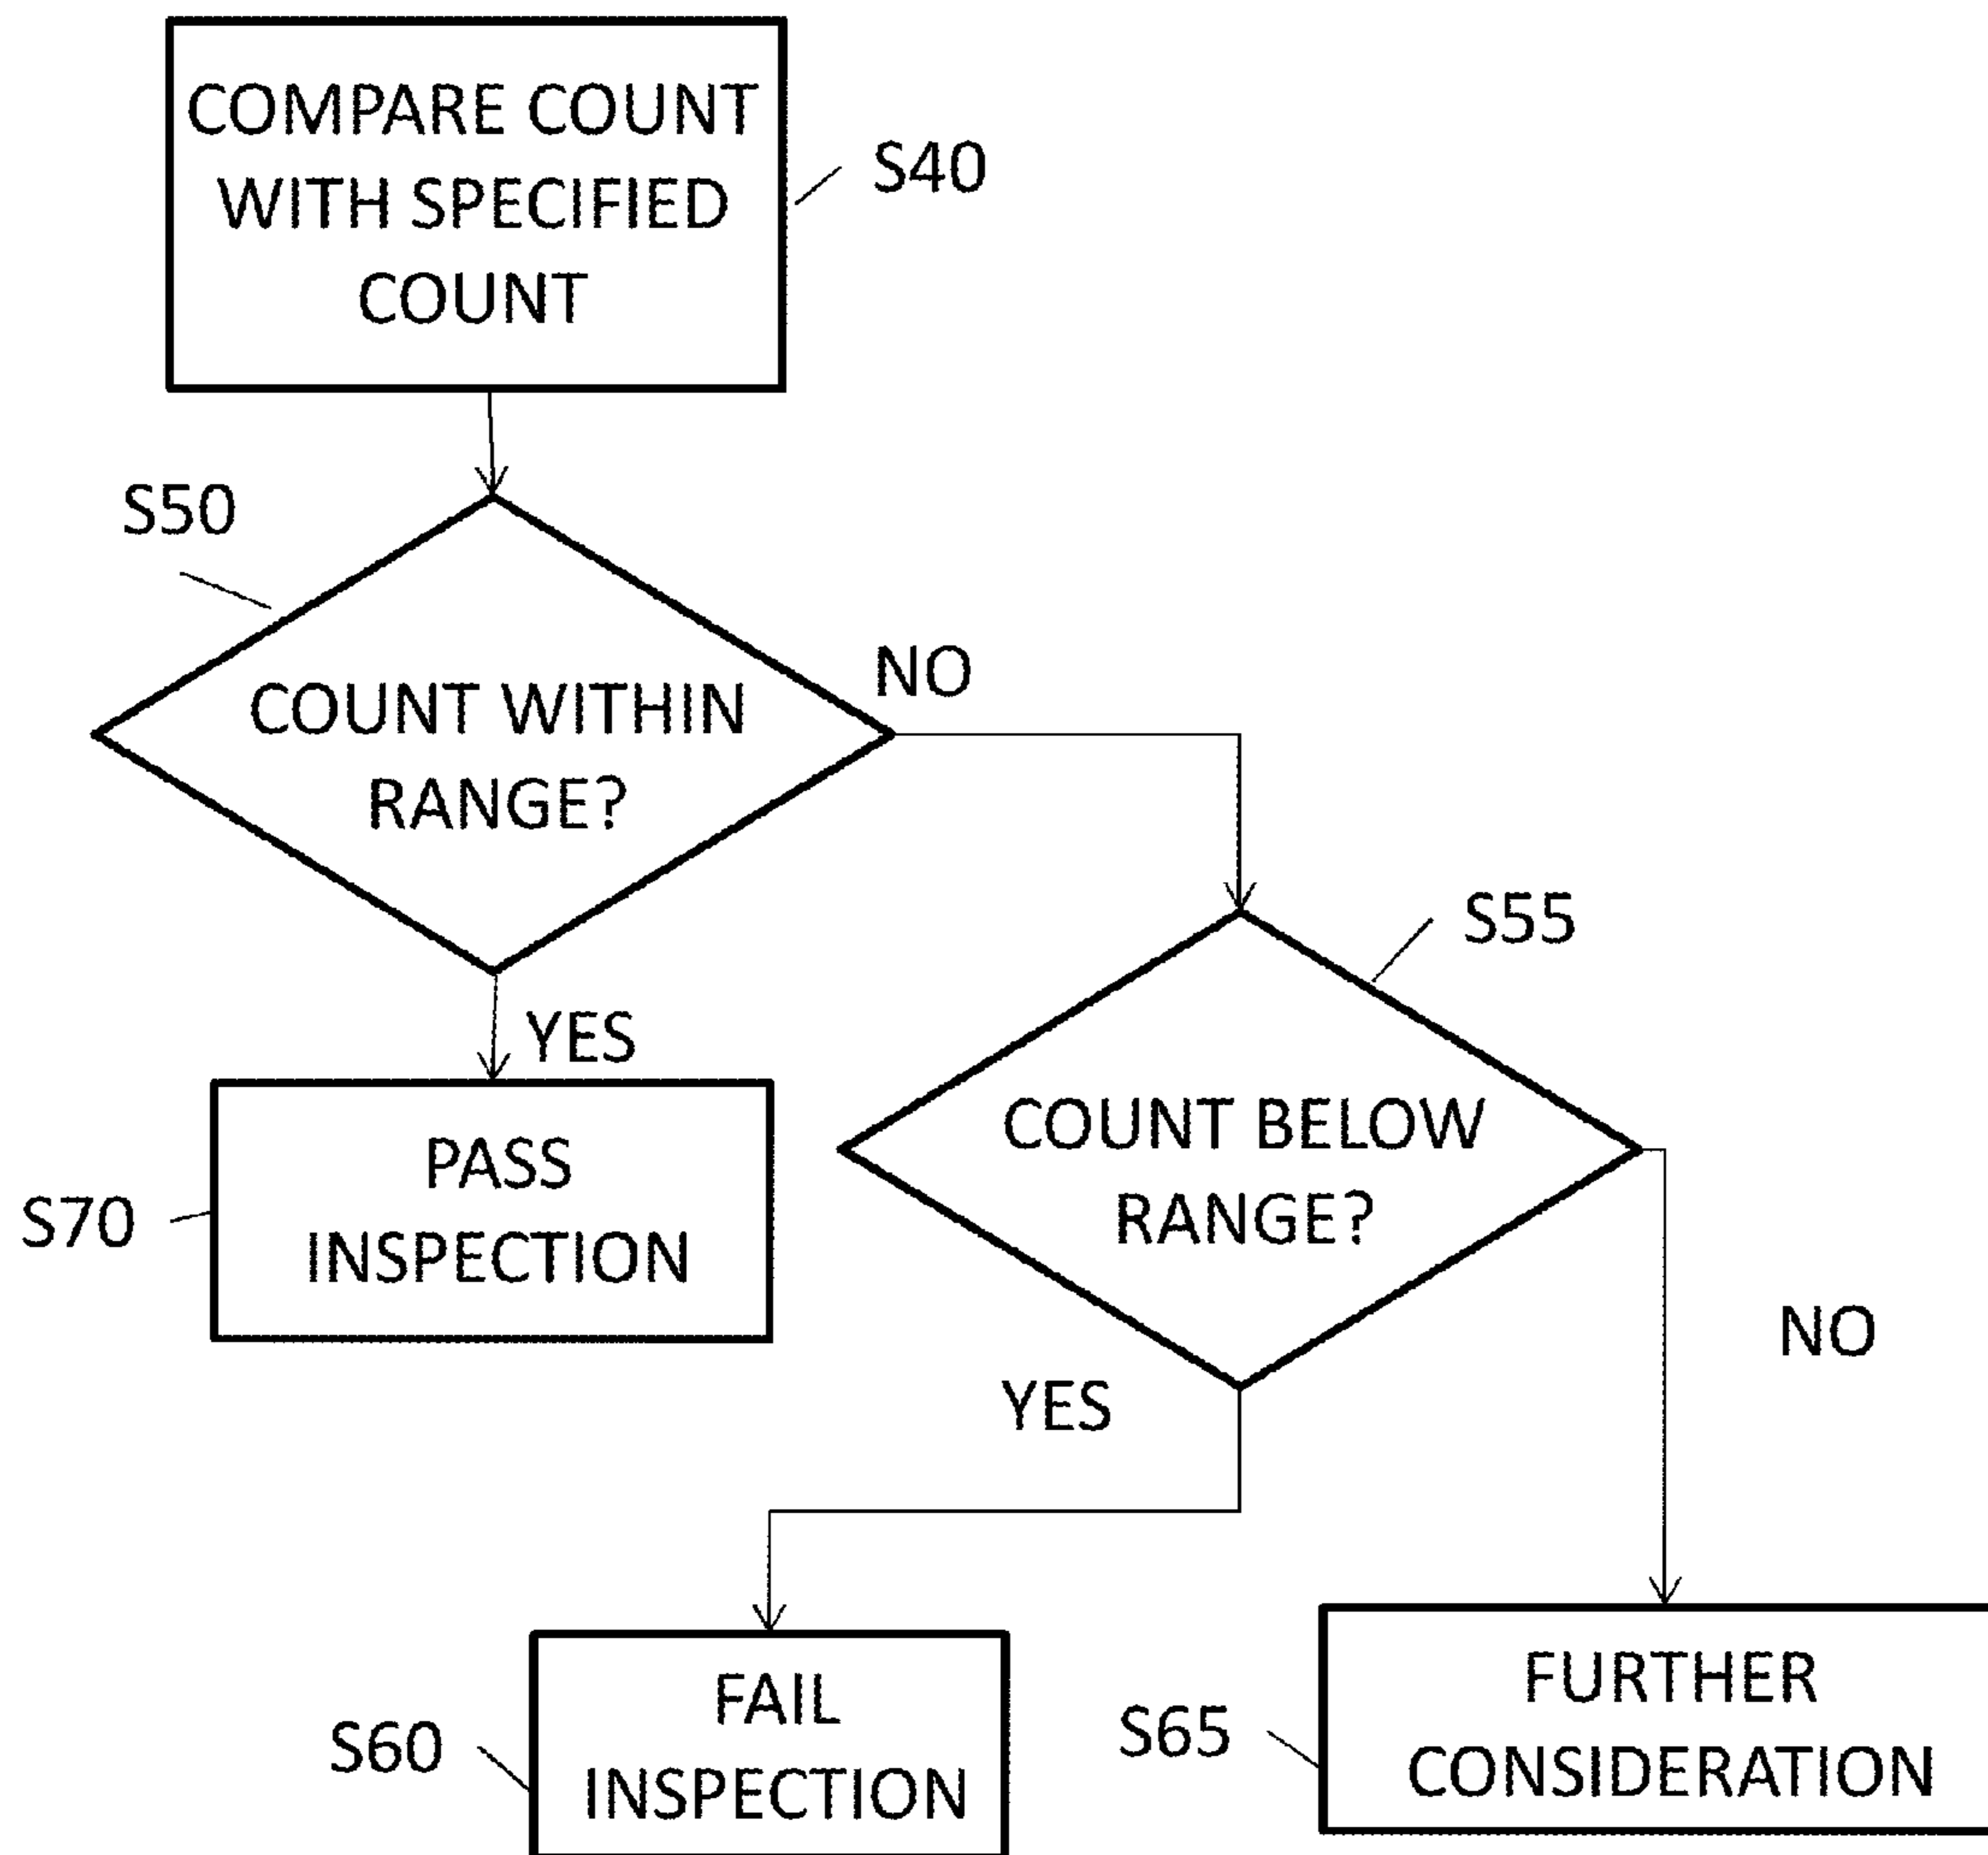 COMPARE COUNT
WITH SPECIFIED
COUNT
S40
S50
COUNT WITHIN
RANGE?
NO
YES
S55
COUNT BELOW
RANGE?
PASS
INSPECTION
S70
YES
NO
FAIL
INSPECTION
S60
FURTHER
CONSIDERATION
S65